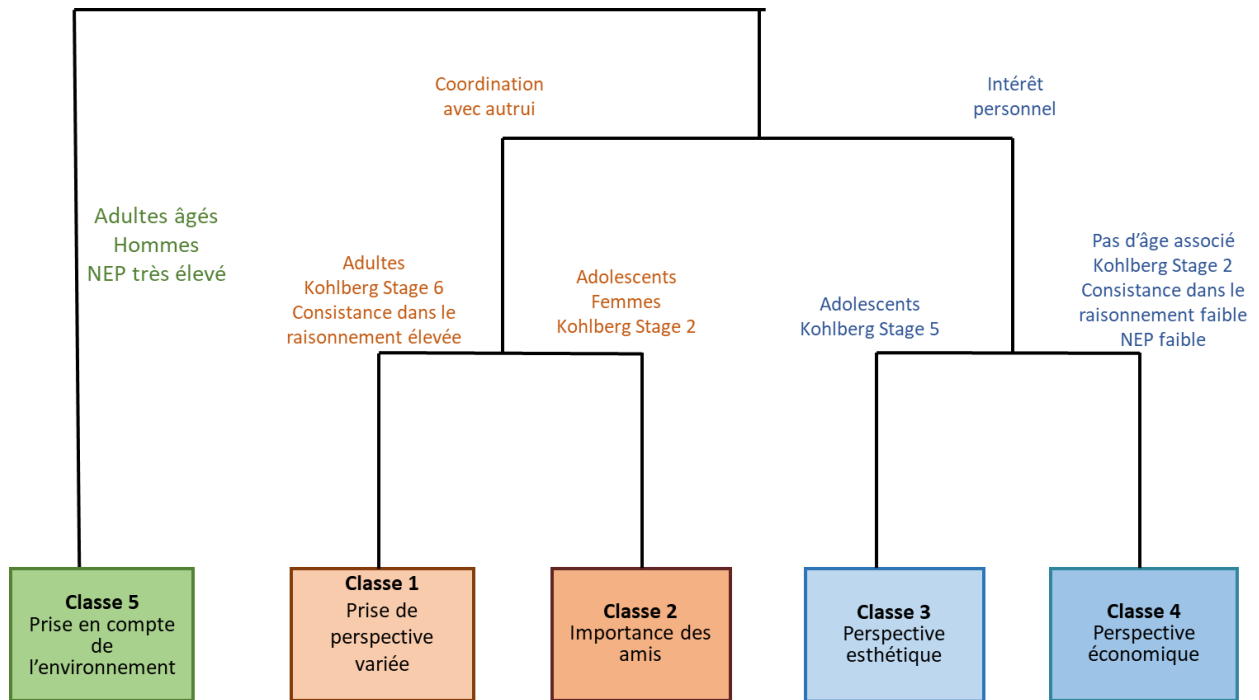 Coordination
avec autrui
Intérêt
personnel
Adultes âgés
Hommes
NEP très élevé
Adultes
Kohlberg Stage 6
Consistance dans le
raisonnement élevée
Adolescents
Femmes
Kohlberg Stage 2
Adolescents
Kohlberg Stage 5
Pas d’âge associé
Kohlberg Stage 2
Consistance dans le
raisonnement faible
NEP faible
Classe 5
Prise en compte
de
l’environnement
Classe 1
Prise de
perspective
variée
Classe 2
Importance des
amis
Classe 3
Perspective
esthétique
Classe 4
Perspective
économique